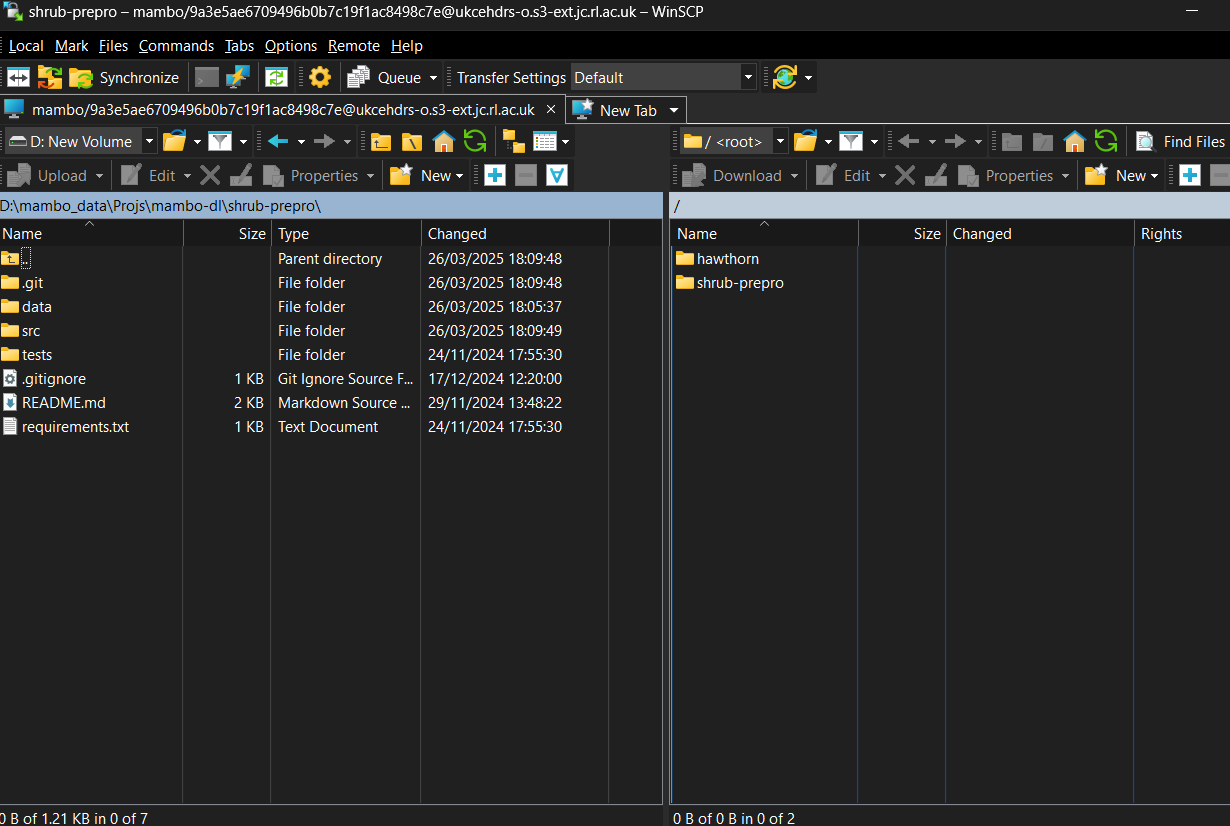 shrub-prepro – mambo/9a3e5ae6709496b0b7c19f1ac8498c7e@ukcehdrs-o.s3-ext.jc.rl.ac.uk – WinSCP
Local Mark Files Commands Tabs Options Remote Help
Synchronize Queue Transfer Settings Default
mambo/9a3e5ae6709496b0b7c19f1ac8498c7e@ukcehdrs-o.s3-ext.jc.rl.ac.uk × New Tab
D: New Volume / <root> Find Files
Upload Edit Properties New Download Edit Properties New
D:\mambo_data\Projs\mambo-dl\shrub-prepro\ /
Name Size Type Changed Name Size Changed Rights
.. Parent directory 26/03/2025 18:09:48 hawthorn
.git File folder 26/03/2025 18:09:48 shrub-prepro
data File folder 26/03/2025 18:05:37
src File folder 26/03/2025 18:09:49
tests File folder 24/11/2024 17:55:30
.gitignore 1 KB Git Ignore Source F... 17/12/2024 12:20:00
README.md 2 KB Markdown Source ... 29/11/2024 13:48:22
requirements.txt 1 KB Text Document 24/11/2024 17:55:30
0 B of 1.21 KB in 0 of 7 0 B of 0 B in 0 of 2